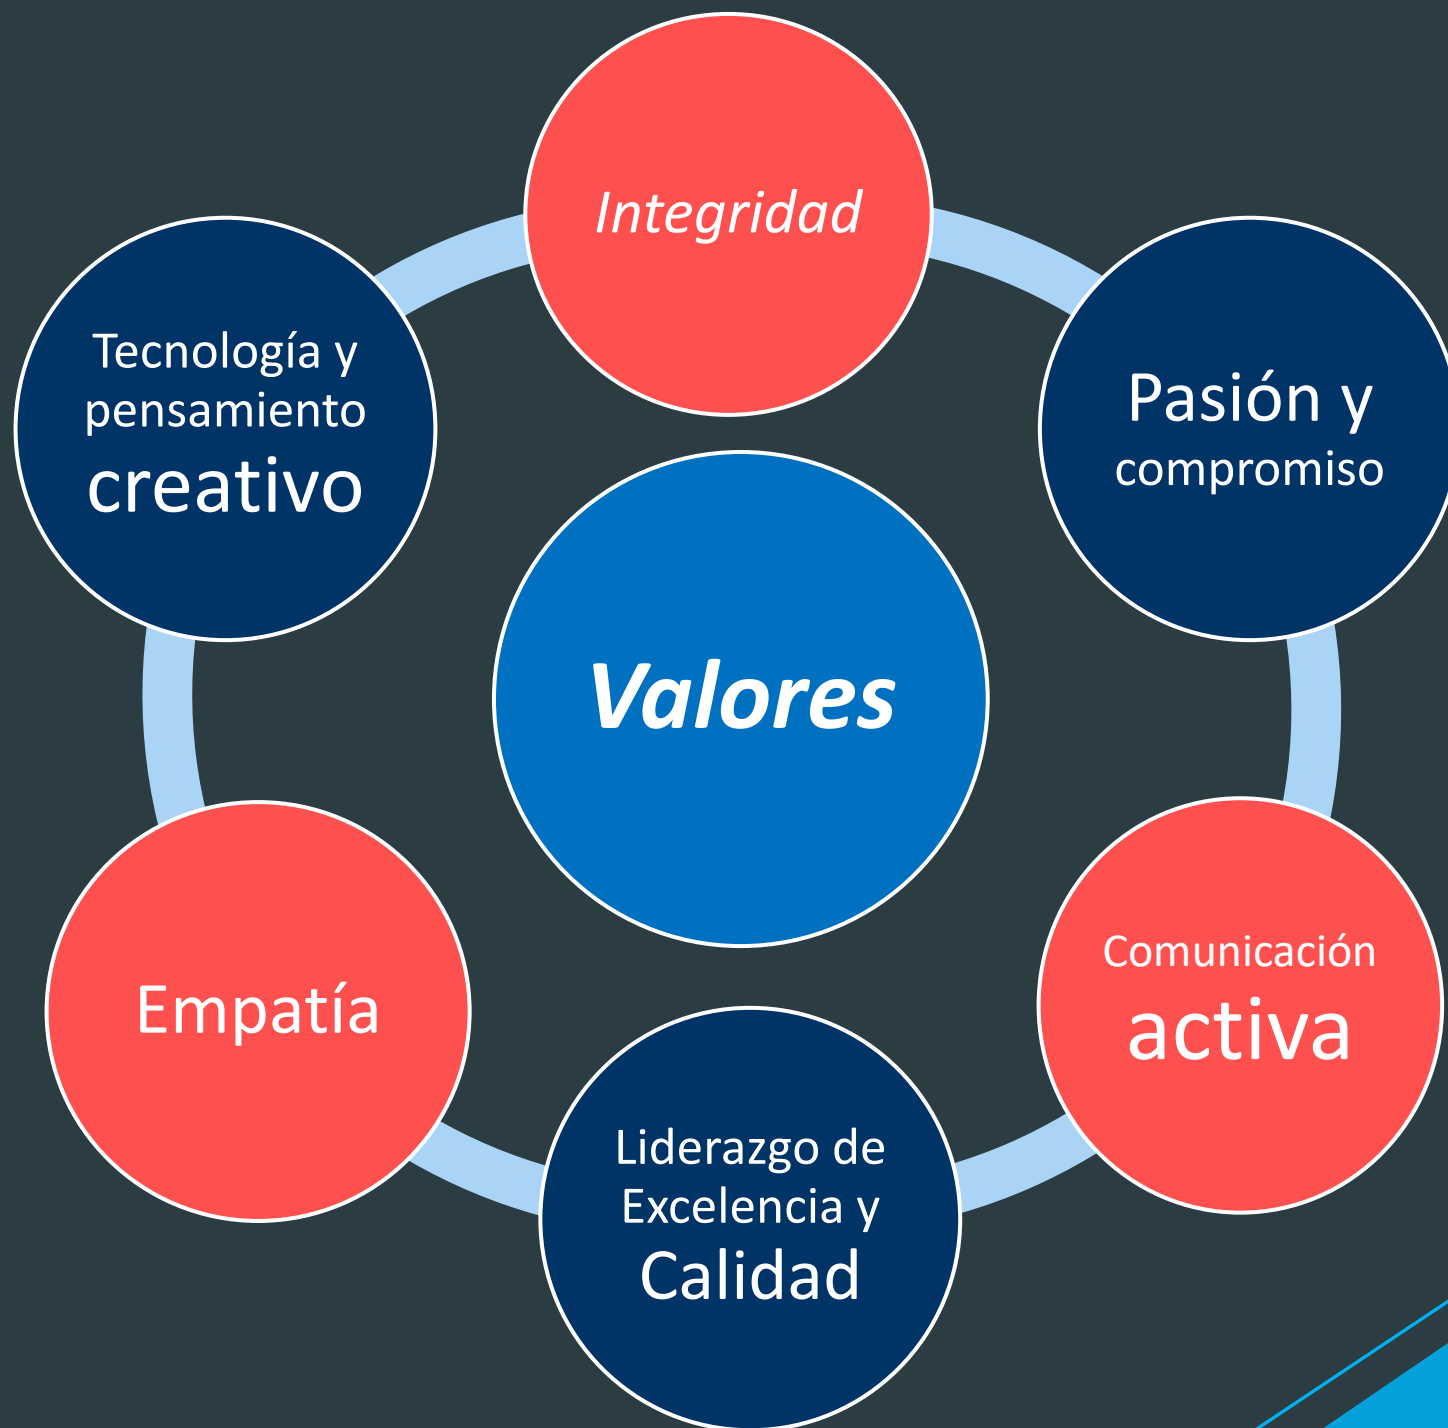 Integridad
Pasión y
compromiso
Comunicación
activa
Liderazgo de
Excelencia y
Calidad
Empatía
Tecnología y
pensamiento
creativo
Valores